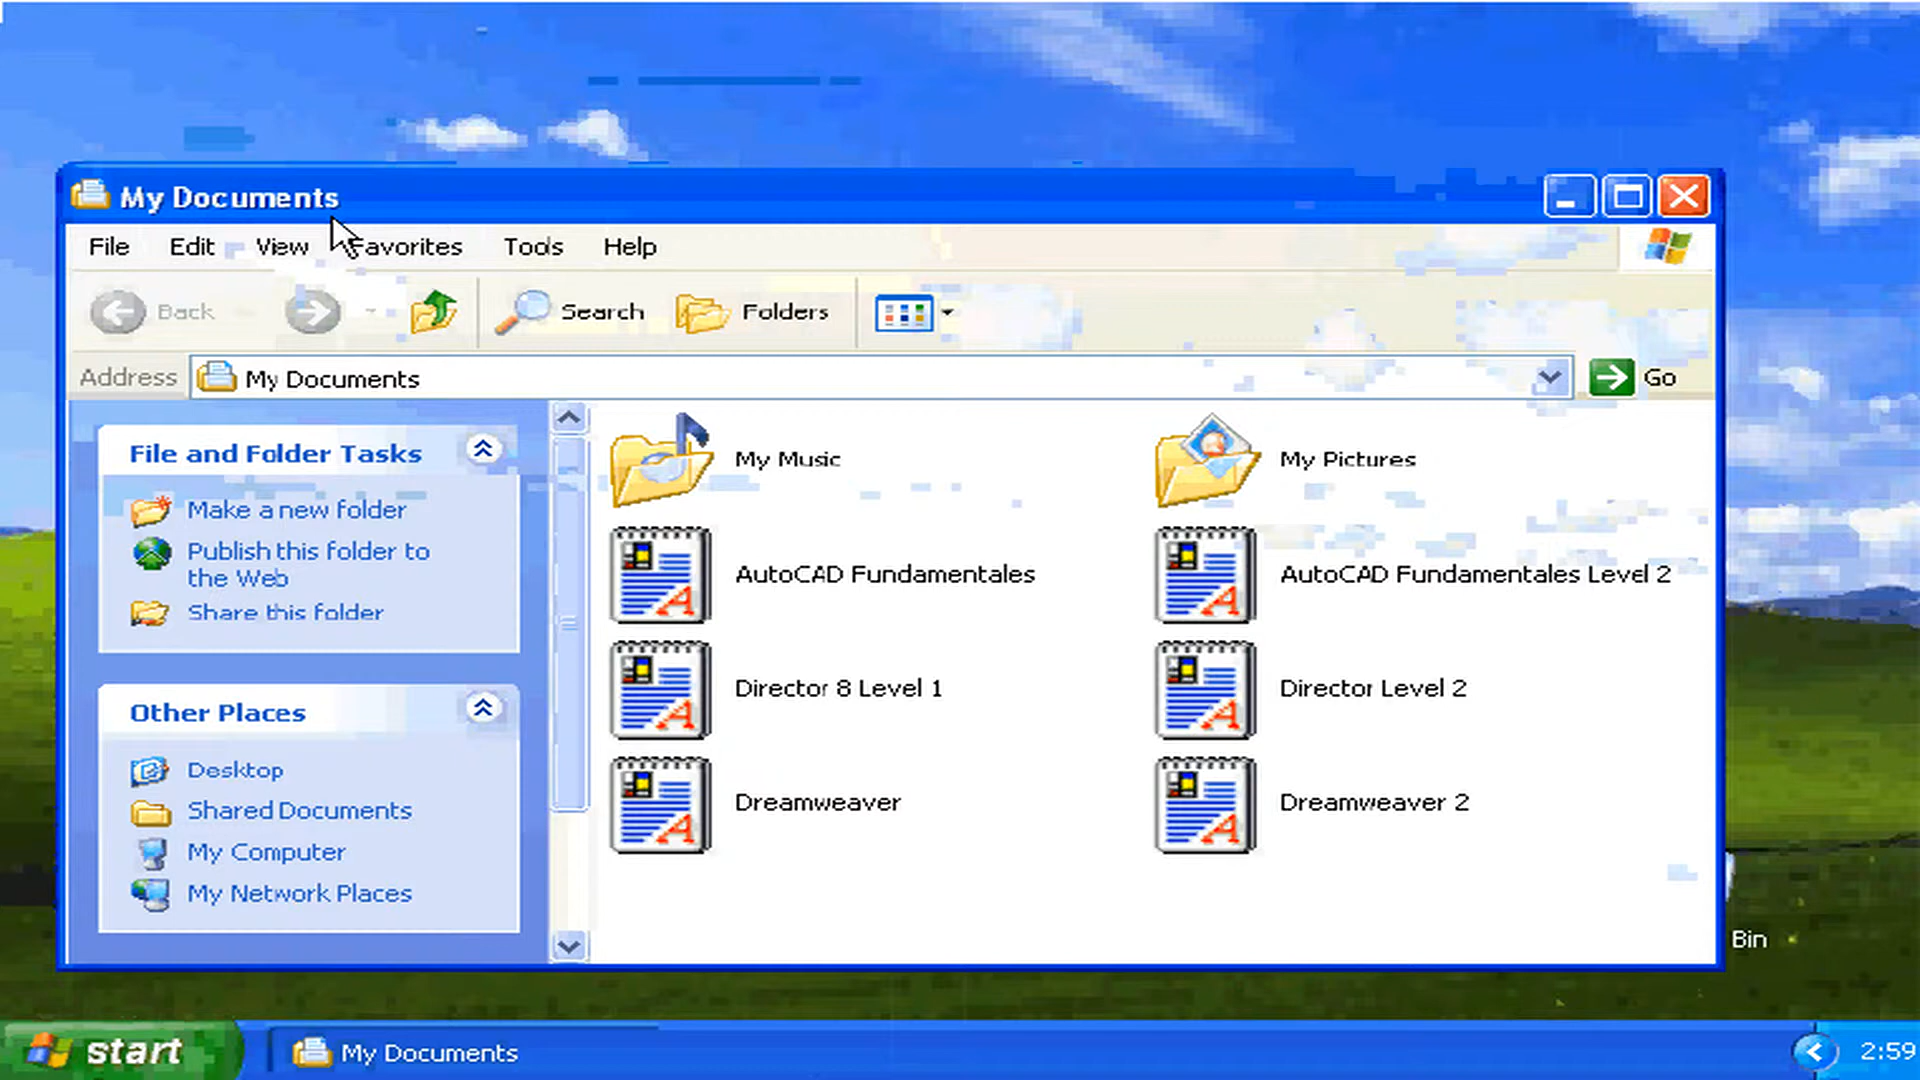 My Documents
File Edit View Favorites Tools Help
Back Search Folders
Address My Documents Go
File and Folder Tasks
Make a new folder
Publish this folder to
the Web
Share this folder
Other Places
Desktop
Shared Documents
My Computer
My Network Places
My Music My Pictures
AutoCAD Fundamentales AutoCAD Fundamentales Level 2
Director 8 Level 1 Director Level 2
Dreamweaver Dreamweaver 2
Bin
start My Documents 2:59